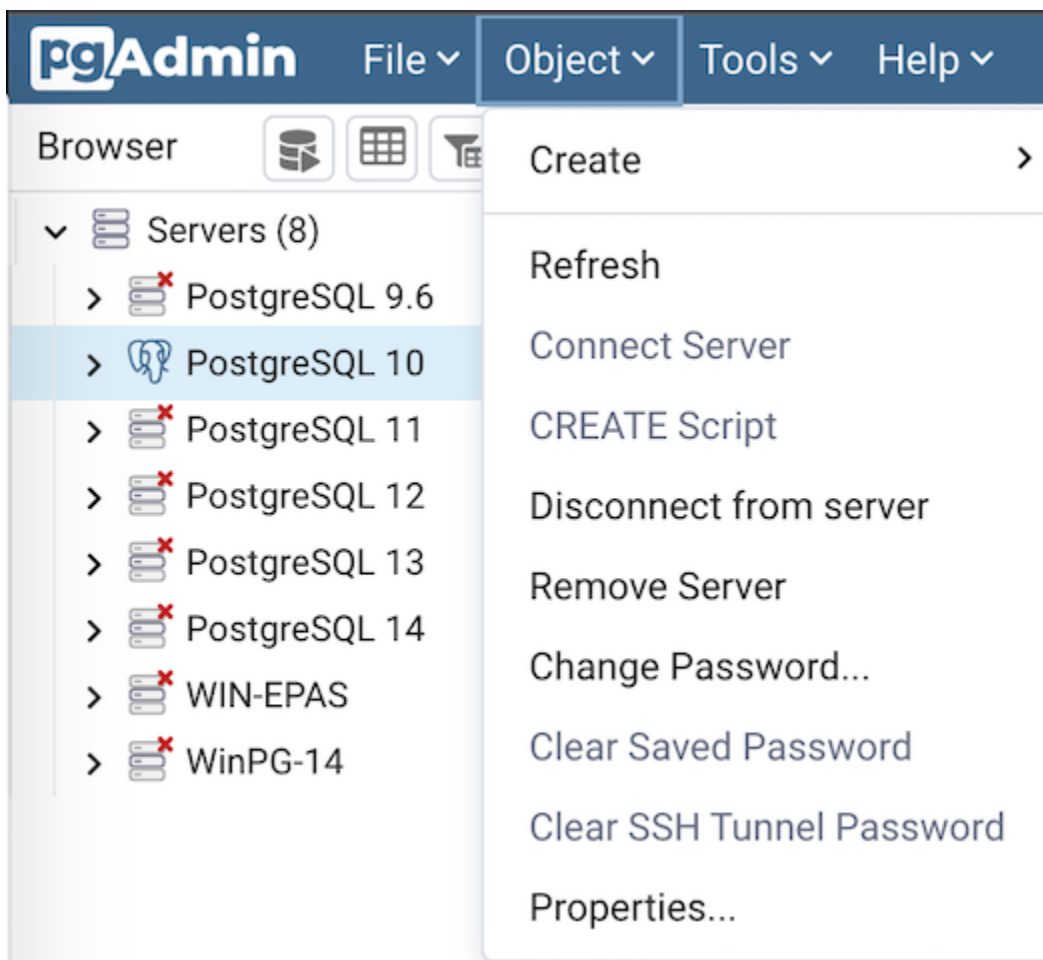 pgAdmin File Object Tools Help
Browser
Servers (8)
PostgreSQL 9.6
PostgreSQL 10
PostgreSQL 11
PostgreSQL 12
PostgreSQL 13
PostgreSQL 14
WIN-EPAS
WinPG-14
Create
Refresh
Connect Server
CREATE Script
Disconnect from server
Remove Server
Change Password...
Clear Saved Password
Clear SSH Tunnel Password
Properties...